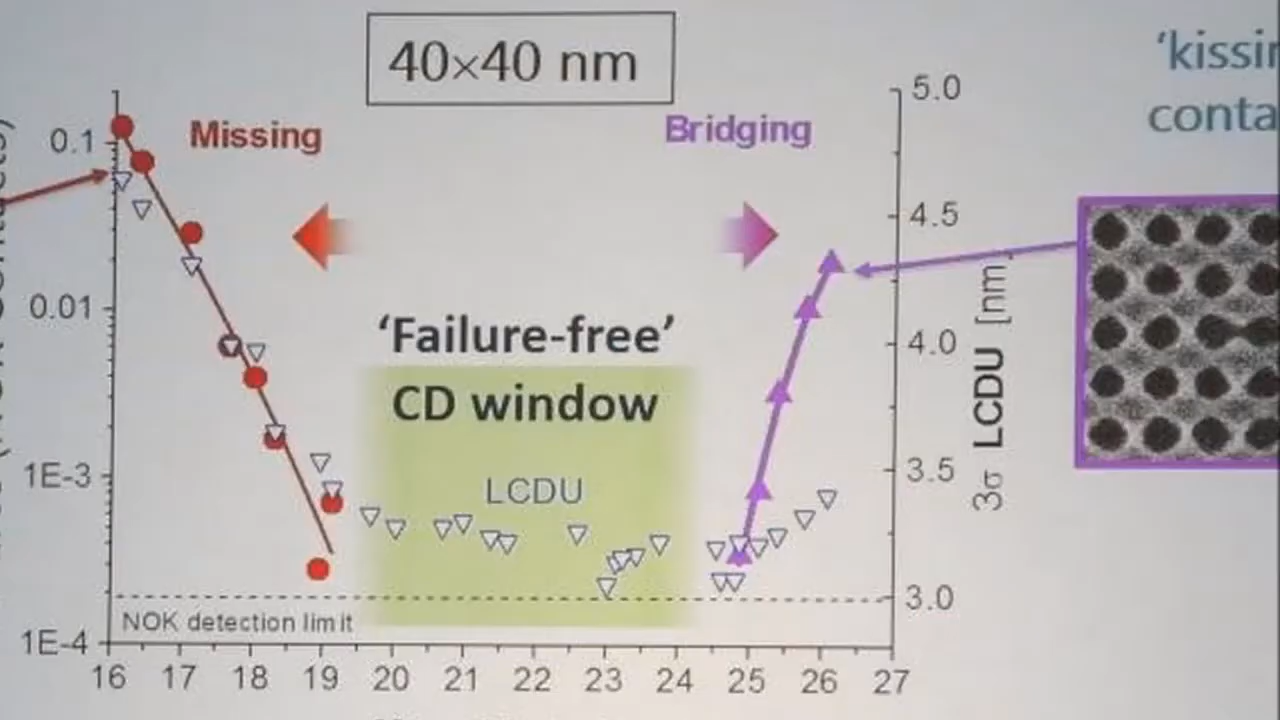 40×40 nm
'kissin
conta
Missing
Bridging
'Failure-free'
CD window
LCDU
NOK detection limit
0.1
0.01
1E-3
1E-4
5.0
4.5
4.0
3.5
3.0
3σ LCDU [nm]
16 17 18 19 20 21 22 23 24 25 26 27